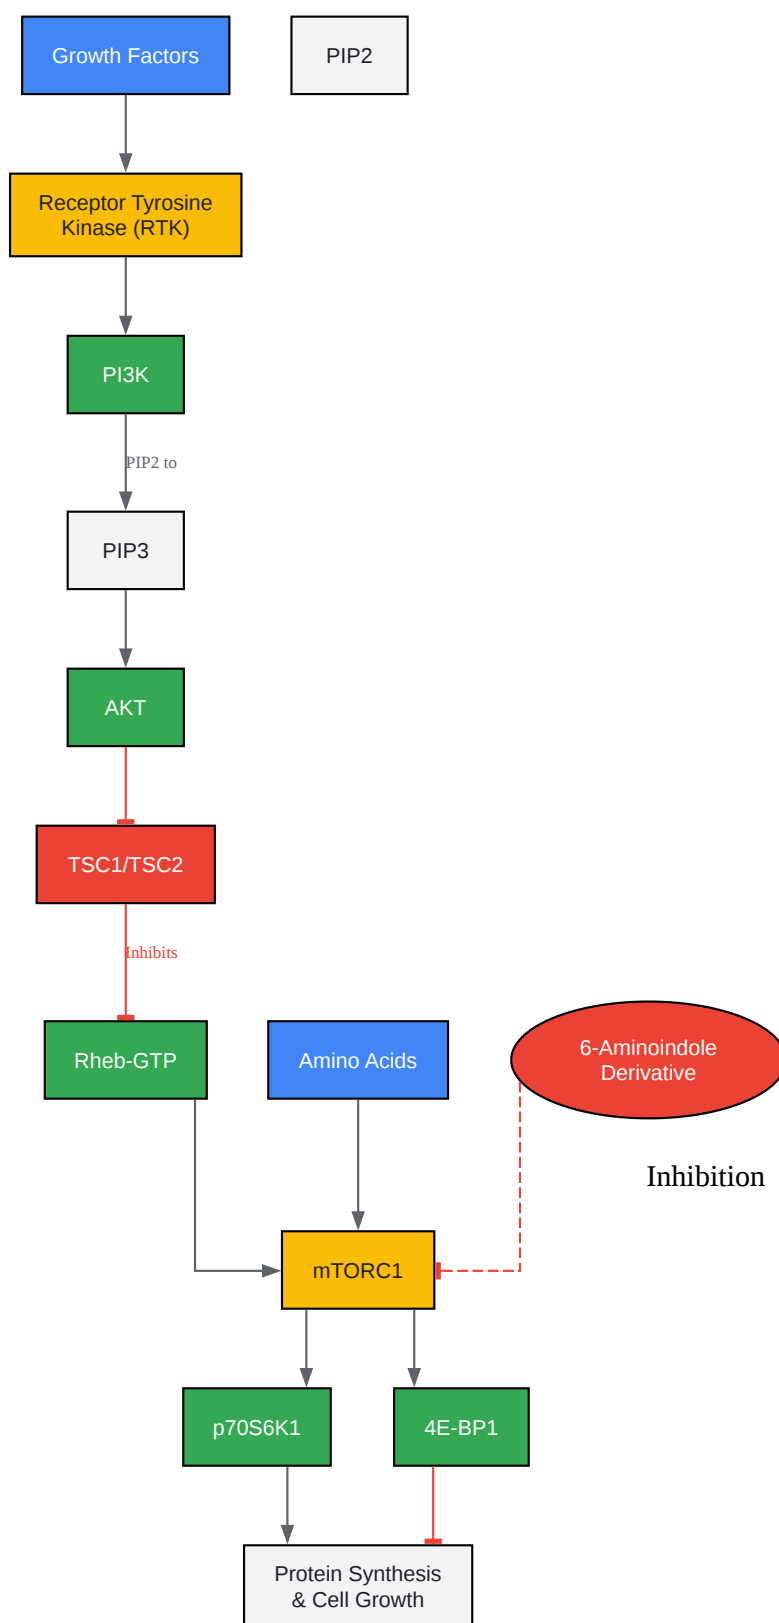 Growth Factors
PIP2
Receptor Tyrosine
Kinase (RTK)
PI3K
PIP2 to
PIP3
AKT
TSC1/TSC2
Inhibits
Rheb-GTP
Amino Acids
6-Aminoindole
Derivative
Inhibition
mTORC1
p70S6K1
4E-BP1
Protein Synthesis
& Cell Growth